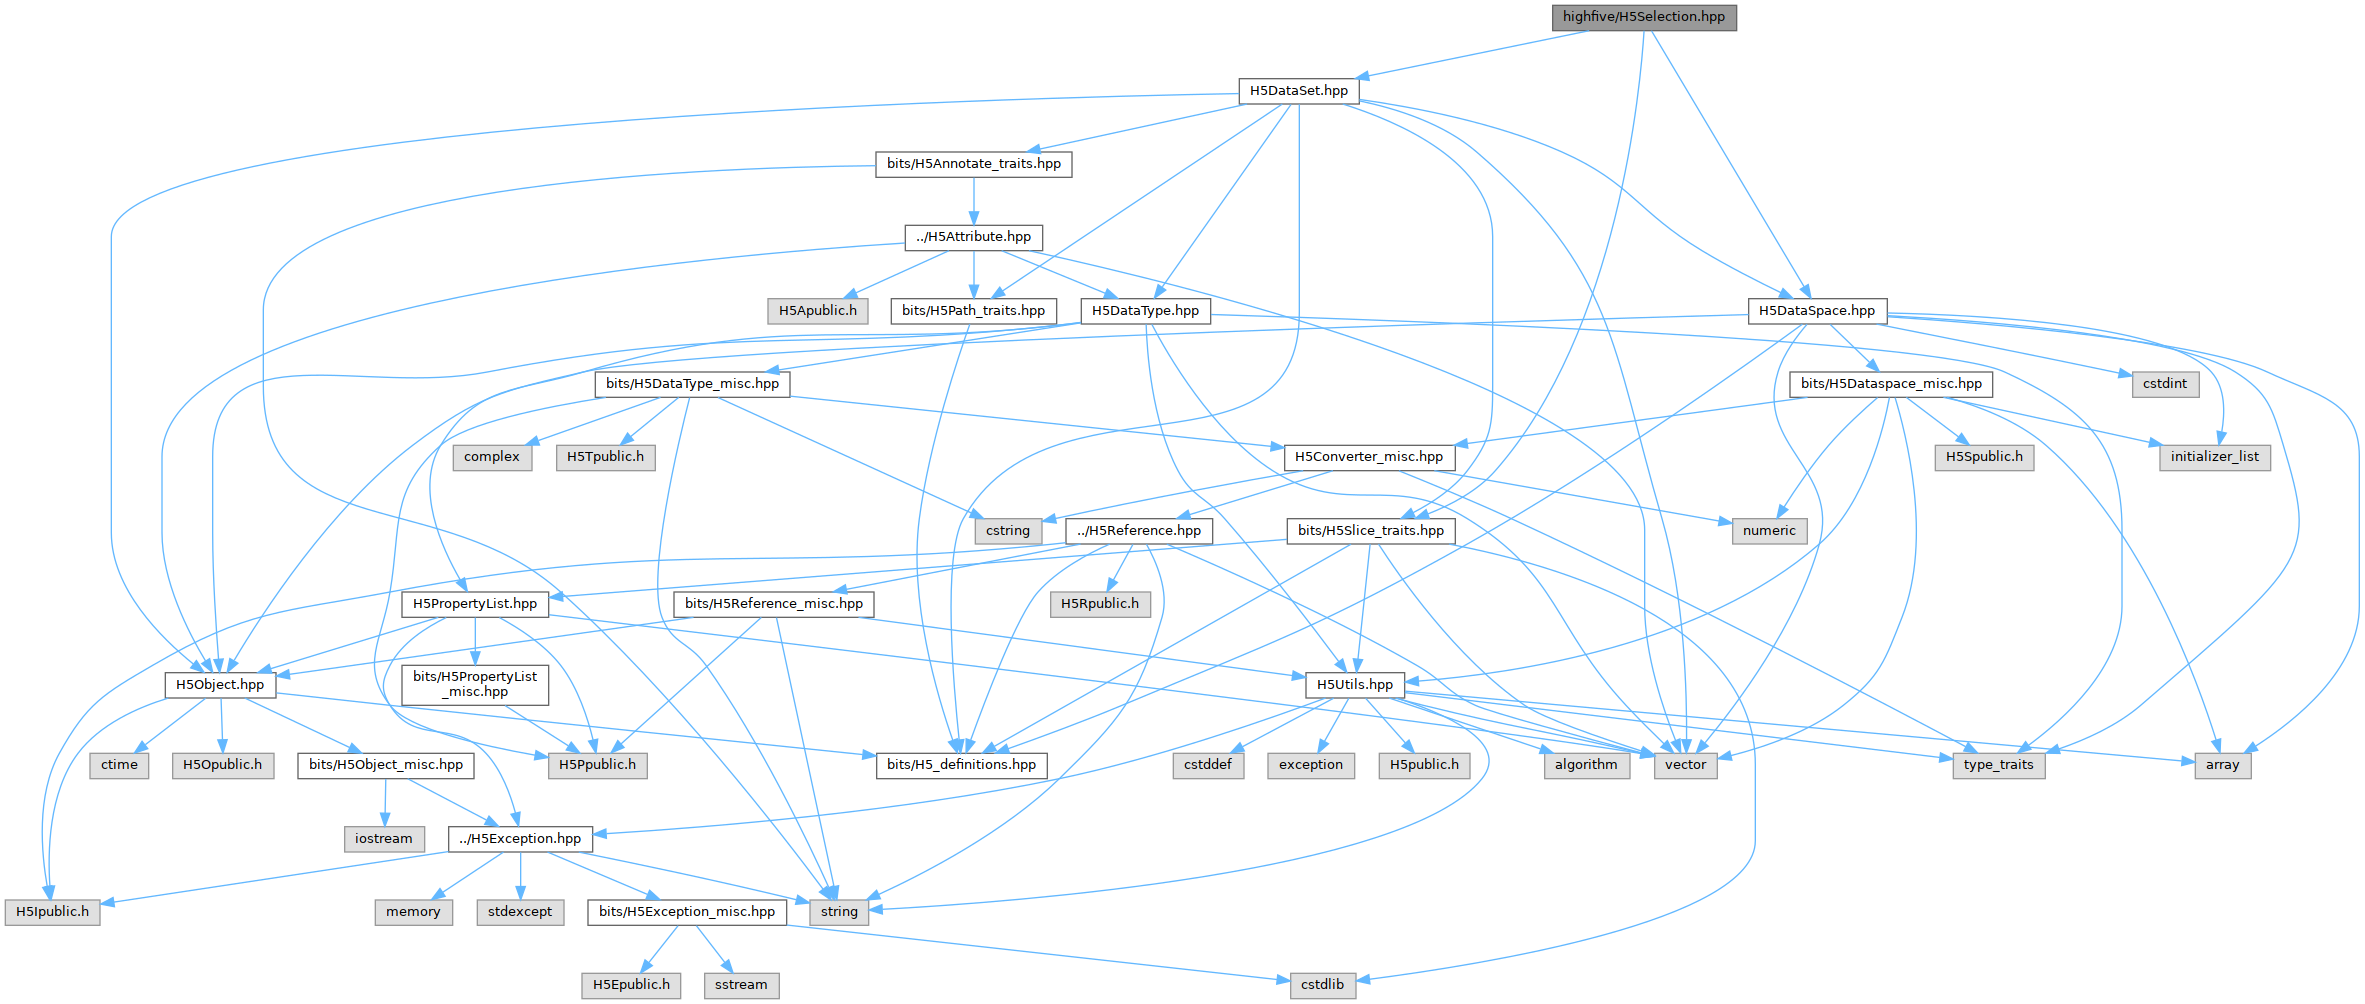 highfive/H5Selection.hpp
H5DataSet.hpp
bits/H5Annotate_traits.hpp
../H5Attribute.hpp
H5Apublic.h
bits/H5Path_traits.hpp
H5DataType.hpp
H5DataSpace.hpp
bits/H5DataType_misc.hpp
bits/H5Dataspace_misc.hpp
cstdint
complex
H5Tpublic.h
H5Converter_misc.hpp
H5Spublic.h
initializer_list
cstring
../H5Reference.hpp
bits/H5Slice_traits.hpp
numeric
H5PropertyList.hpp
bits/H5Reference_misc.hpp
H5Rpublic.h
H5Object.hpp
bits/H5PropertyList
_misc.hpp
H5Utils.hpp
ctime
H5Opublic.h
bits/H5Object_misc.hpp
H5Ppublic.h
bits/H5_definitions.hpp
cstddef
exception
H5public.h
algorithm
vector
type_traits
array
iostream
../H5Exception.hpp
H5Ipublic.h
memory
stdexcept
bits/H5Exception_misc.hpp
string
H5Epublic.h
sstream
cstdlib